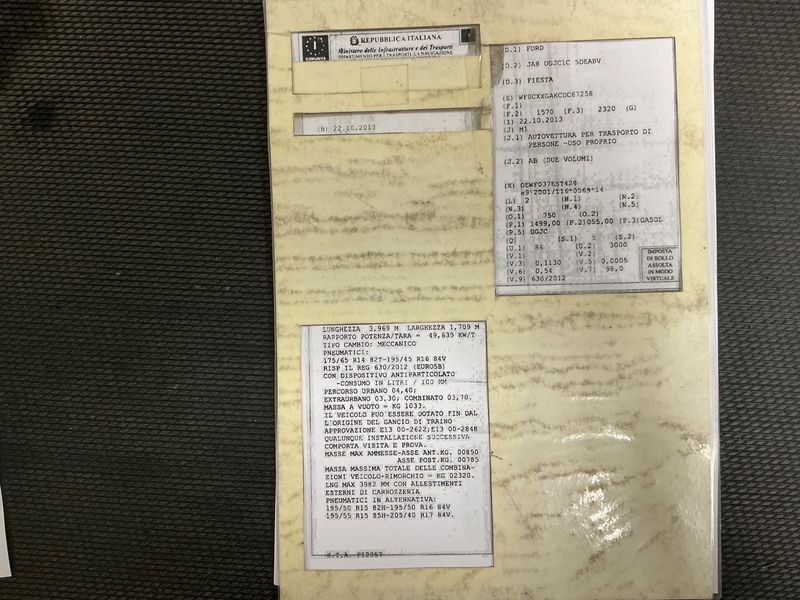 I
COMUNITÀ
REPUBBLICA ITALIANA
Ministero delle Infrastrutture e dei Trasporti
DIPARTIMENTO PER I TRASPORTI, LA NAVIGAZIONE
(B) 22.10.2013
(D.1) FORD
(D.2) JA8 UGJC1C 5DEABV
(D.3) FIESTA
(E) WF0CXXGAKCDC67258
(F.1)
(F.2) 1570 (F.3) 2320 (G)
(I) 22.10.2013
(J) M1
(J.1) AUTOVETTURA PER TRASPORTO DI
PERSONE -USO PROPRIO
(J.2) AB (DUE VOLUMI)
(K) OEWF037EST428
e9*2001/116*0069*14
(L) 2 (N.1) (N.2)
(N.3) (N.4) (N.5)
(O.1) 750 (O.2)
(P.1) 1499,00 (P.2)055,00 (P.3)GASOL
(P.5) UGJC
(Q) (S.1) 5 (S.2)
(U.1) 86 (U.2) 3000
(V.1) (V.2)
(V.3) 0,1130 (V.5) 0,0005
(V.6) 0,54 (V.7) 98,0
(V.9) 630/2012
IMPOSTA
DI BOLLO
ASSOLTA
IN MODO
VIRTUALE
LUNGHEZZA 3,969 M LARGHEZZA 1,709 M
RAPPORTO POTENZA/TARA = 49,639 KW/T
TIPO CAMBIO: MECCANICO
PNEUMATICI:
175/65 R14 82T-195/45 R16 84V
RISP IL REG 630/2012 (EURO5B)
CON DISPOSITIVO ANTIPARTICOLATO
-CONSUMO IN LITRI / 100 KM
PERCORSO URBANO 04,40;
EXTRAURBANO 03,30; COMBINATO 03,70.
MASSA A VUOTO = KG 1033.
IL VEICOLO PUO'ESSERE DOTATO FIN DAL
L'ORIGINE DEL GANCIO DI TRAINO
APPROVAZIONE E13 00-2622;E13 00-2848
QUALUNQUE INSTALLAZIONE SUCCESSIVA
COMPORTA VISITA E PROVA.
MASSE MAX AMMESSE-ASSE ANT.KG. 00850
ASSE POST.KG. 00785
MASSA MASSIMA TOTALE DELLE COMBINA-
ZIONI VEICOLO-RIMORCHIO = KG 02320.
LNG MAX 3982 MM CON ALLESTIMENTI
ESTERNI DI CARROZZERIA
PNEUMATICI IN ALTERNATIVA:
195/50 R15 82H-195/50 R16 84V
195/55 R15 85H-205/40 R17 84V.
S.T.A.